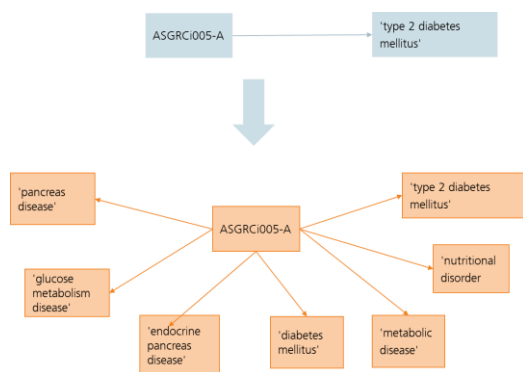 ASGRCi005-A
'type 2 diabetes
mellitus'
'pancreas
disease'
ASGRCi005-A
'type 2 diabetes
mellitus'
'glucose
metabolism
disease'
'nutritional
disorder
'endocrine
pancreas
disease'
'diabetes
mellitus'
'metabolic
disease'